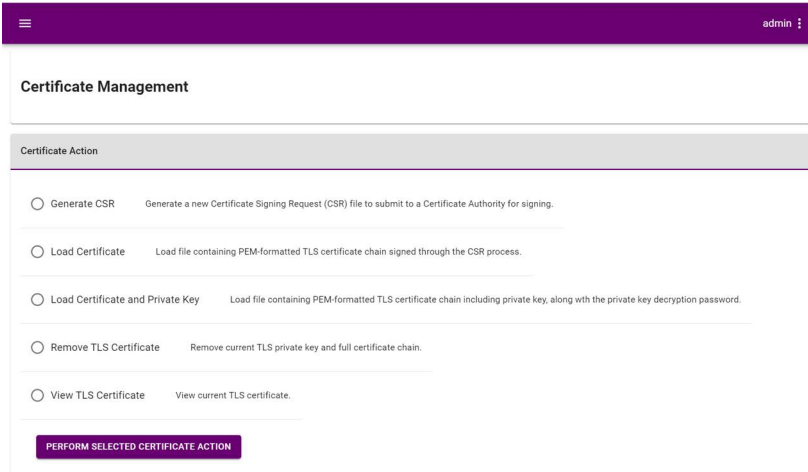 admin
Certificate Management
Certificate Action
Generate CSR Generate a new Certificate Signing Request (CSR) file to submit to a Certificate Authority for signing.
Load Certificate Load file containing PEM-formatted TLS certificate chain signed through the CSR process.
Load Certificate and Private Key Load file containing PEM-formatted TLS certificate chain including private key, along wth the private key decryption password.
Remove TLS Certificate Remove current TLS private key and full certificate chain.
View TLS Certificate View current TLS certificate.
PERFORM SELECTED CERTIFICATE ACTION